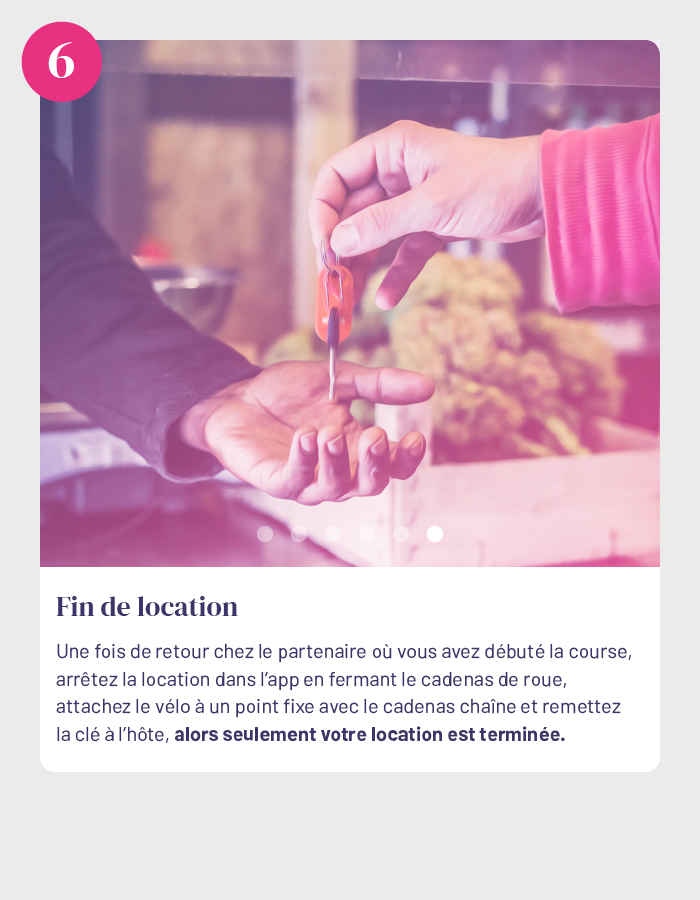 6
Fin de location
Une fois de retour chez le partenaire où vous avez débuté la course,
arrêtez la location dans l’app en fermant le cadenas de roue,
attachez le vélo à un point fixe avec le cadenas chaîne et remettez
la clé à l’hôte, alors seulement votre location est terminée.